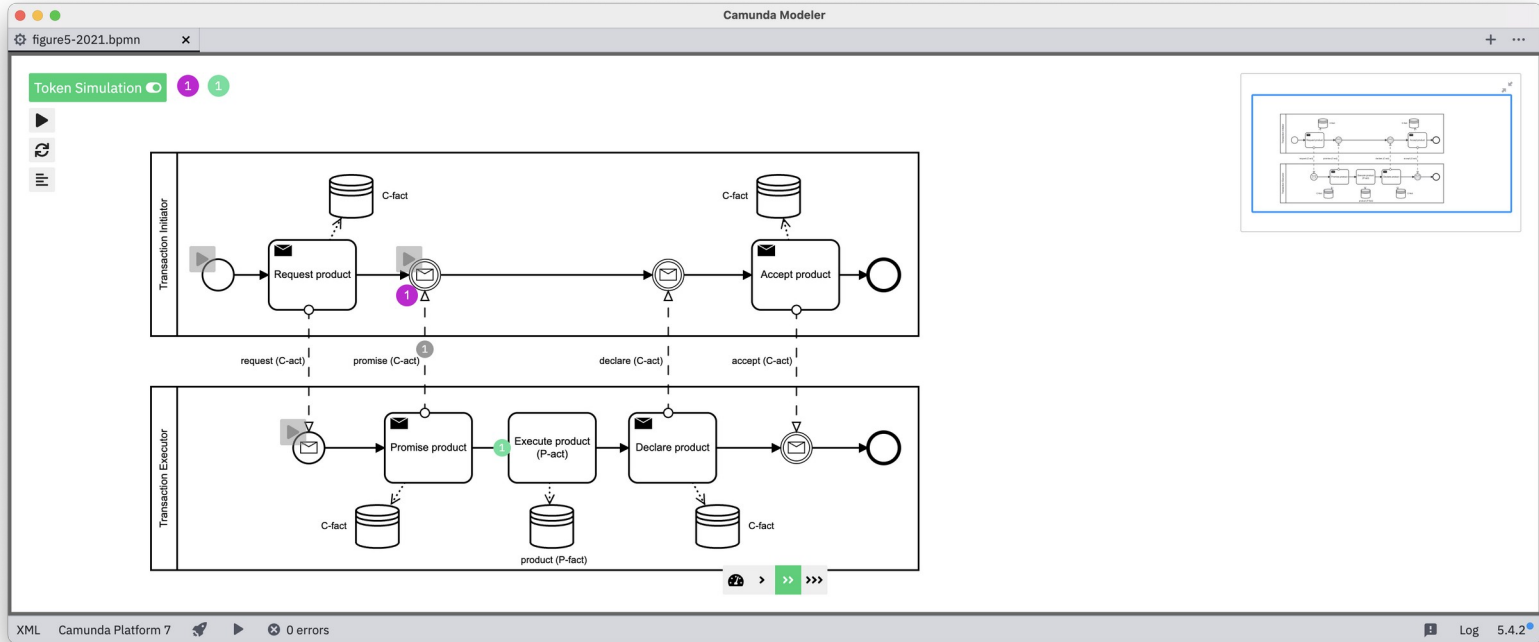 Camunda Modeler
figure5-2021.bpmn
Token Simulation
1
1
Transaction Initiator
C-fact
C-fact
Request product
Accept product
1
request (C-act)
promise (C-act)
1
declare (C-act)
accept (C-act)
Transaction Executor
Promise product
1
Execute product
(P-act)
Declare product
C-fact
C-fact
product (P-fact)
XML
Camunda Platform 7
0 errors
Log
5.4.2